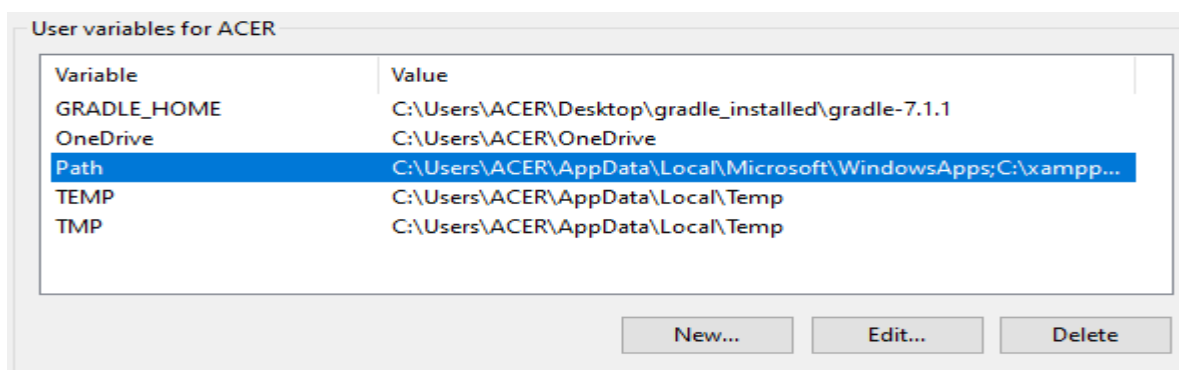 User variables for ACER
Variable Value
GRADLE_HOME C:\Users\ACER\Desktop\gradle_installed\gradle-7.1.1
OneDrive C:\Users\ACER\OneDrive
Path C:\Users\ACER\AppData\Local\Microsoft\WindowsApps;C:\xampp...
TEMP C:\Users\ACER\AppData\Local\Temp
TMP C:\Users\ACER\AppData\Local\Temp
New... Edit... Delete